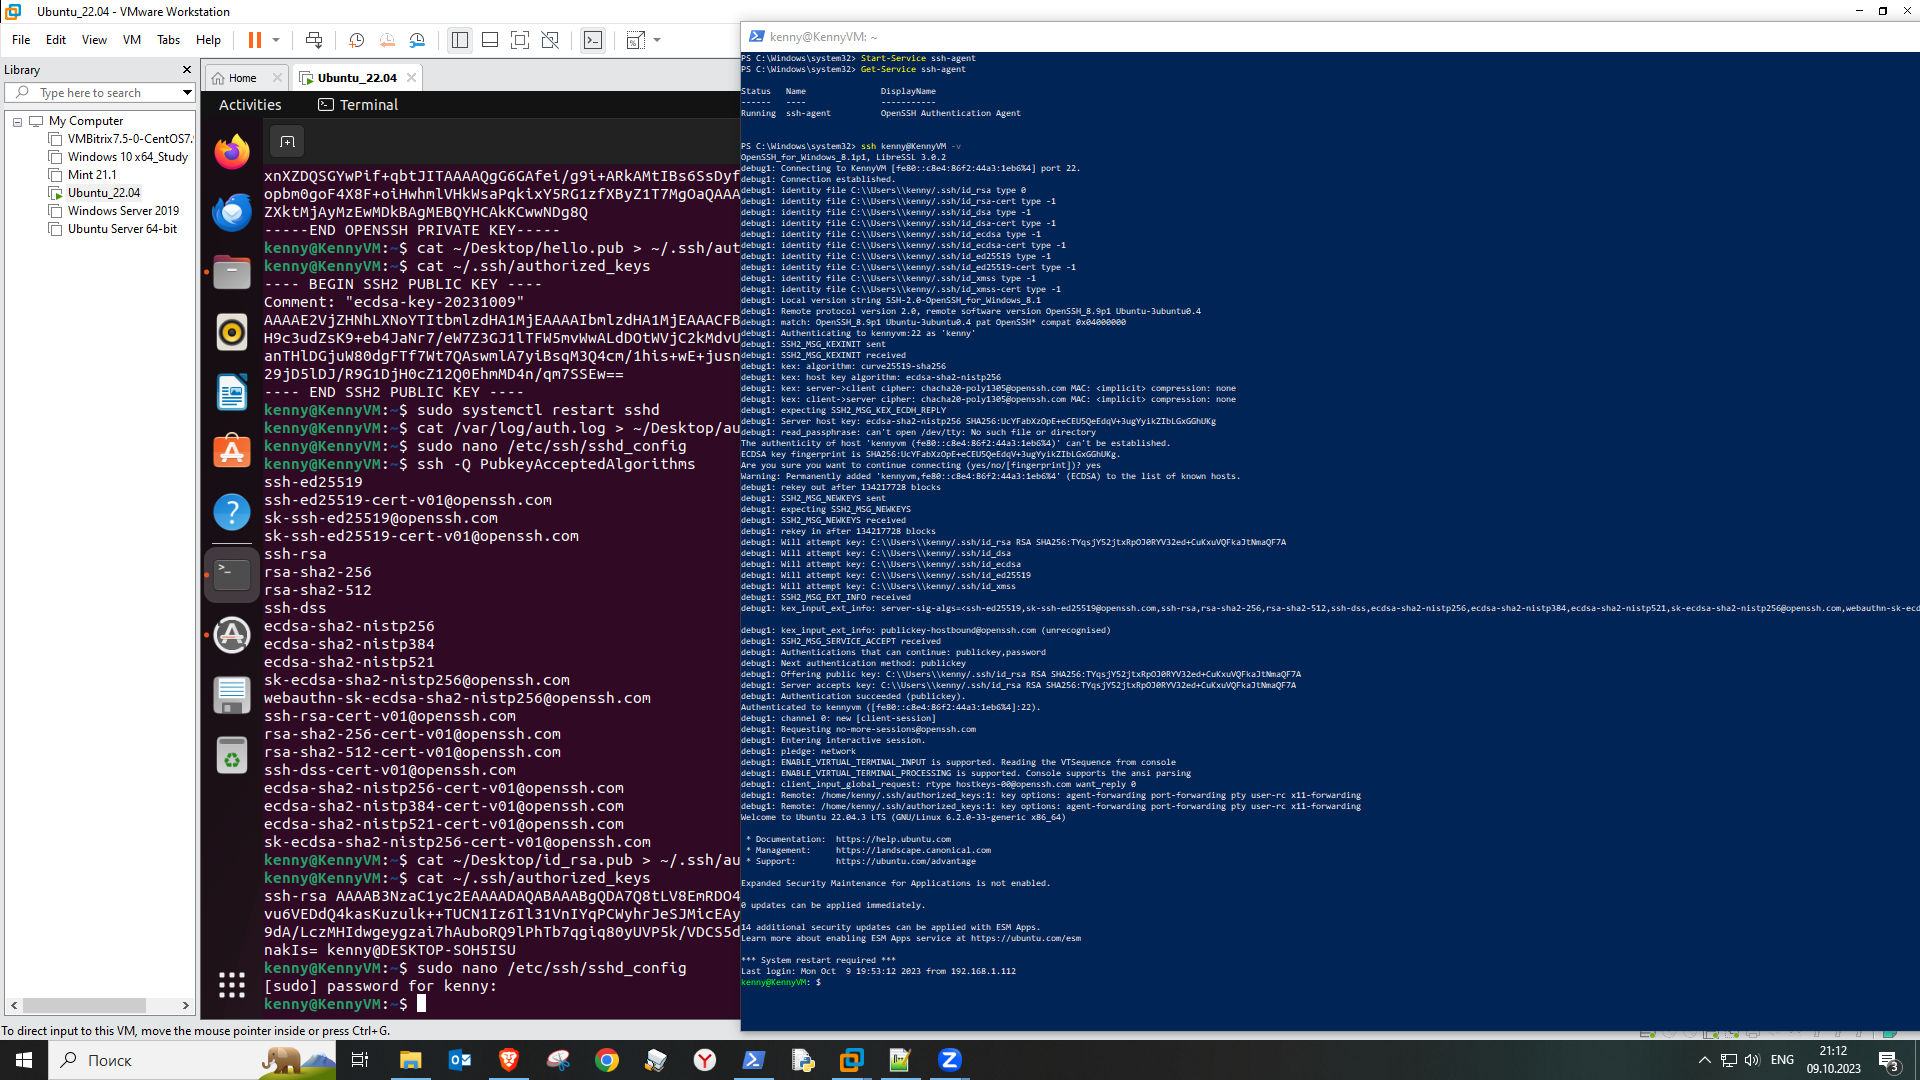 Ubuntu_22.04 - VMware Workstation
File Edit View VM Tabs Help
Library
Type here to search
My Computer
VMBitrix7.5-0-CentOS7.
Windows 10 x64_Study
Mint 21.1
Ubuntu_22.04
Windows Server 2019
Ubuntu Server 64-bit
Home
Ubuntu_22.04
Activities
Terminal
xnXZDQSGYwPif+qbtJITAAAAQgG6GAfei/g9i+ARkAMtIBs6SsDyf
opbm0goF4X8F+oiHwhmlVHkWsaPqkixY5RG1zfXByZ1T7MgOaQAAA
ZXktMjAyMzEwMDkBAgMEBQYHCAkKCwwNDg8Q
-----END OPENSSH PRIVATE KEY-----
kenny@KennyVM:~$ cat ~/Desktop/hello.pub > ~/.ssh/aut
kenny@KennyVM:~$ cat ~/.ssh/authorized_keys
---- BEGIN SSH2 PUBLIC KEY ----
Comment: "ecdsa-key-20231009"
AAAAE2VjZHNhLXNoYTItbmlzdHA1MjEAAAAIbmlzdHA1MjEAAACFB
H9c3udZsK9+eb4JaNr7/eW7Z3GJ1lTFW5mvWwALdDOtWVjC2kMdvU
anTHlDGjuW80dgFTf7Wt7QAswmlA7yiBsqM3Q4cm/1his+wE+jusn
29jD5lDJ/R9G1DjH0cZ12Q0EhmMD4n/qm7SSEw==
---- END SSH2 PUBLIC KEY ----
kenny@KennyVM:~$ sudo systemctl restart sshd
kenny@KennyVM:~$ cat /var/log/auth.log > ~/Desktop/au
kenny@KennyVM:~$ sudo nano /etc/ssh/sshd_config
kenny@KennyVM:~$ ssh -Q PubkeyAcceptedAlgorithms
ssh-ed25519
ssh-ed25519-cert-v01@openssh.com
sk-ssh-ed25519@openssh.com
sk-ssh-ed25519-cert-v01@openssh.com
ssh-rsa
rsa-sha2-256
rsa-sha2-512
ssh-dss
ecdsa-sha2-nistp256
ecdsa-sha2-nistp384
ecdsa-sha2-nistp521
sk-ecdsa-sha2-nistp256@openssh.com
webauthn-sk-ecdsa-sha2-nistp256@openssh.com
ssh-rsa-cert-v01@openssh.com
rsa-sha2-256-cert-v01@openssh.com
rsa-sha2-512-cert-v01@openssh.com
ssh-dss-cert-v01@openssh.com
ecdsa-sha2-nistp256-cert-v01@openssh.com
ecdsa-sha2-nistp384-cert-v01@openssh.com
ecdsa-sha2-nistp521-cert-v01@openssh.com
sk-ecdsa-sha2-nistp256-cert-v01@openssh.com
kenny@KennyVM:~$ cat ~/Desktop/id_rsa.pub > ~/.ssh/au
kenny@KennyVM:~$ cat ~/.ssh/authorized_keys
ssh-rsa AAAAB3NzaC1yc2EAAAADAQABAAABgQDA7Q8tLV8EmRDO4
vu6VEDdQ4kasKuzulk++TUCN1Iz6Il31VnIYqPCWyhrJeSJMicEAy
9dA/LczMHIdwgeygzai7hAuboRQ9lPhTb7qgiq80yUVP5k/VDCS5d
nakIs= kenny@DESKTOP-SOH5ISU
kenny@KennyVM:~$ sudo nano /etc/ssh/sshd_config
[sudo] password for kenny:
kenny@KennyVM:~$
kenny@KennyVM: ~
PS C:\Windows\system32> Start-Service ssh-agent
PS C:\Windows\system32> Get-Service ssh-agent
Status Name DisplayName
------ ---- -----------
Running ssh-agent OpenSSH Authentication Agent
PS C:\Windows\system32> ssh kenny@KennyVM -v
OpenSSH_for_Windows_8.1p1, LibreSSL 3.0.2
debug1: Connecting to KennyVM [fe80::c8e4:86f2:44a3:1eb6%4] port 22.
debug1: Connection established.
debug1: identity file C:\\Users\\kenny/.ssh/id_rsa type 0
debug1: identity file C:\\Users\\kenny/.ssh/id_rsa-cert type -1
debug1: identity file C:\\Users\\kenny/.ssh/id_dsa type -1
debug1: identity file C:\\Users\\kenny/.ssh/id_dsa-cert type -1
debug1: identity file C:\\Users\\kenny/.ssh/id_ecdsa type -1
debug1: identity file C:\\Users\\kenny/.ssh/id_ecdsa-cert type -1
debug1: identity file C:\\Users\\kenny/.ssh/id_ed25519 type -1
debug1: identity file C:\\Users\\kenny/.ssh/id_ed25519-cert type -1
debug1: identity file C:\\Users\\kenny/.ssh/id_xmss type -1
debug1: identity file C:\\Users\\kenny/.ssh/id_xmss-cert type -1
debug1: Local version string SSH-2.0-OpenSSH_for_Windows_8.1
debug1: Remote protocol version 2.0, remote software version OpenSSH_8.9p1 Ubuntu-3ubuntu0.4
debug1: match: OpenSSH_8.9p1 Ubuntu-3ubuntu0.4 pat OpenSSH* compat 0x04000000
debug1: Authenticating to kennyvm:22 as 'kenny'
debug1: SSH2_MSG_KEXINIT sent
debug1: SSH2_MSG_KEXINIT received
debug1: kex: algorithm: curve25519-sha256
debug1: kex: host key algorithm: ecdsa-sha2-nistp256
debug1: kex: server->client cipher: chacha20-poly1305@openssh.com MAC: <implicit> compression: none
debug1: kex: client->server cipher: chacha20-poly1305@openssh.com MAC: <implicit> compression: none
debug1: expecting SSH2_MSG_KEX_ECDH_REPLY
debug1: Server host key: ecdsa-sha2-nistp256 SHA256:UcYFabXzOpE+eCEU5QeEdqV+3ugYyikZIbLGxGGhUKg
debug1: read_passphrase: can't open /dev/tty: No such file or directory
The authenticity of host 'kennyvm (fe80::c8e4:86f2:44a3:1eb6%4)' can't be established.
ECDSA key fingerprint is SHA256:UcYFabXzOpE+eCEU5QeEdqV+3ugYyikZIbLGxGGhUKg.
Are you sure you want to continue connecting (yes/no/[fingerprint])? yes
Warning: Permanently added 'kennyvm,fe80::c8e4:86f2:44a3:1eb6%4' (ECDSA) to the list of known hosts.
debug1: rekey out after 134217728 blocks
debug1: SSH2_MSG_NEWKEYS sent
debug1: expecting SSH2_MSG_NEWKEYS
debug1: SSH2_MSG_NEWKEYS received
debug1: rekey in after 134217728 blocks
debug1: Will attempt key: C:\\Users\\kenny/.ssh/id_rsa RSA SHA256:TYqsjY52jtxRpOJ0RYV32ed+CuKxuVQFkaJtNmaQF7A
debug1: Will attempt key: C:\\Users\\kenny/.ssh/id_dsa
debug1: Will attempt key: C:\\Users\\kenny/.ssh/id_ecdsa
debug1: Will attempt key: C:\\Users\\kenny/.ssh/id_ed25519
debug1: Will attempt key: C:\\Users\\kenny/.ssh/id_xmss
debug1: SSH2_MSG_EXT_INFO received
debug1: kex_input_ext_info: server-sig-algs=<ssh-ed25519,sk-ssh-ed25519@openssh.com,ssh-rsa,rsa-sha2-256,rsa-sha2-512,ssh-dss,ecdsa-sha2-nistp256,ecdsa-sha2-nistp384,ecdsa-sha2-nistp521,sk-ecdsa-sha2-nistp256@openssh.com,webauthn-sk-ecd
debug1: kex_input_ext_info: publickey-hostbound@openssh.com (unrecognised)
debug1: SSH2_MSG_SERVICE_ACCEPT received
debug1: Authentications that can continue: publickey,password
debug1: Next authentication method: publickey
debug1: Offering public key: C:\\Users\\kenny/.ssh/id_rsa RSA SHA256:TYqsjY52jtxRpOJ0RYV32ed+CuKxuVQFkaJtNmaQF7A
debug1: Server accepts key: C:\\Users\\kenny/.ssh/id_rsa RSA SHA256:TYqsjY52jtxRpOJ0RYV32ed+CuKxuVQFkaJtNmaQF7A
debug1: Authentication succeeded (publickey).
Authenticated to kennyvm ([fe80::c8e4:86f2:44a3:1eb6%4]:22).
debug1: channel 0: new [client-session]
debug1: Requesting no-more-sessions@openssh.com
debug1: Entering interactive session.
debug1: pledge: network
debug1: ENABLE_VIRTUAL_TERMINAL_INPUT is supported. Reading the VTSequence from console
debug1: ENABLE_VIRTUAL_TERMINAL_PROCESSING is supported. Console supports the ansi parsing
debug1: client_input_global_request: rtype hostkeys-00@openssh.com want_reply 0
debug1: Remote: /home/kenny/.ssh/authorized_keys:1: key options: agent-forwarding port-forwarding pty user-rc x11-forwarding
debug1: Remote: /home/kenny/.ssh/authorized_keys:1: key options: agent-forwarding port-forwarding pty user-rc x11-forwarding
Welcome to Ubuntu 22.04.3 LTS (GNU/Linux 6.2.0-33-generic x86_64)
* Documentation: https://help.ubuntu.com
* Management: https://landscape.canonical.com
* Support: https://ubuntu.com/advantage
Expanded Security Maintenance for Applications is not enabled.
0 updates can be applied immediately.
14 additional security updates can be applied with ESM Apps.
Learn more about enabling ESM Apps service at https://ubuntu.com/esm
*** System restart required ***
Last login: Mon Oct 9 19:53:12 2023 from 192.168.1.112
kenny@KennyVM: $
To direct input to this VM, move the mouse pointer inside or press Ctrl+G.
Поиск
ENG
21:12
09.10.2023
3